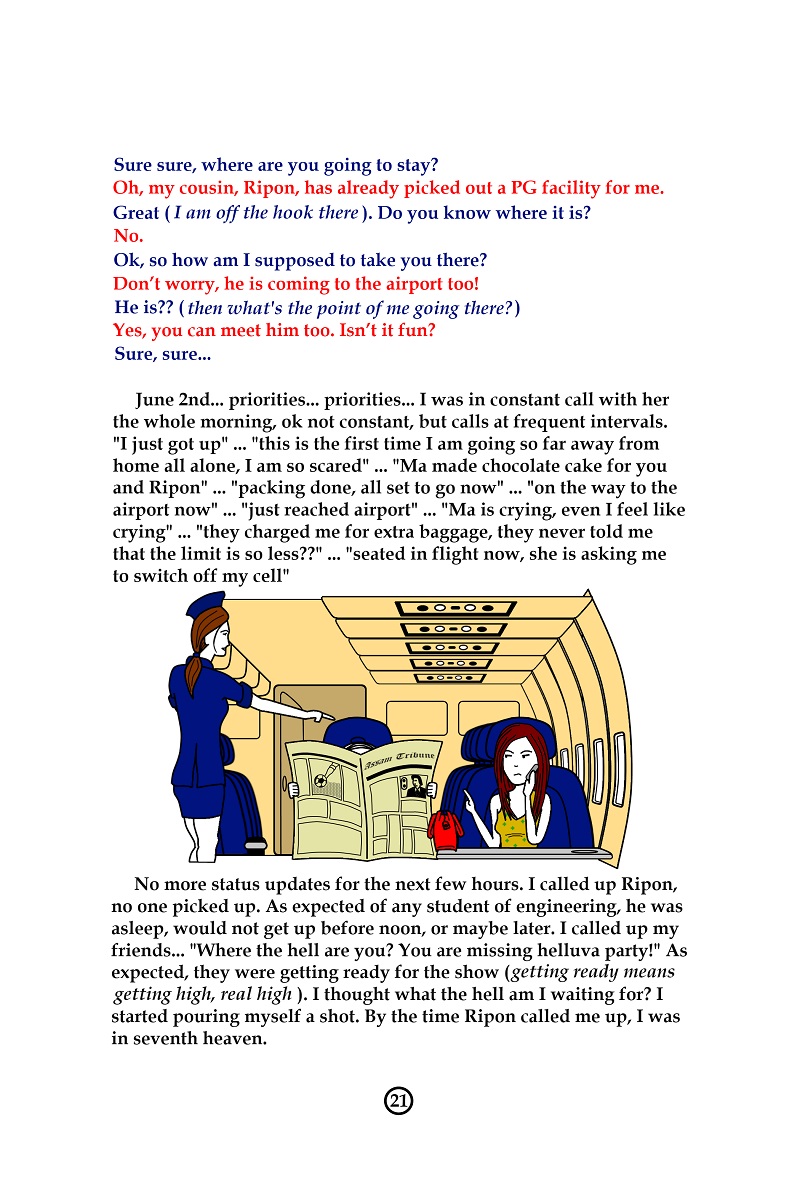 Sure sure, where are you going to stay?
Oh, my cousin, Ripon, has already picked out a PG facility for me.
Great ( I am off the hook there ). Do you know where it is?
No.
Ok, so how am I supposed to take you there?
Don't worry, he is coming to the airport too!
He is?? ( then what's the point of me going there? )
Yes, you can meet him too. Isn't it fun?
Sure, sure...
June 2nd... priorities... priorities... I was in constant call with her
the whole morning, ok not constant, but calls at frequent intervals.
"I just got up" ... "this is the first time I am going so far away from
home all alone, I am so scared" ... "Ma made chocolate cake for you
and Ripon" ... "packing done, all set to go now" ... "on the way to the
airport now" ... "just reached airport" ... "Ma is crying, even I feel like
crying" ... "they charged me for extra baggage, they never told me
that the limit is so less??" ... "seated in flight now, she is asking me
to switch off my cell"
Assam Tribune
No more status updates for the next few hours. I called up Ripon,
no one picked up. As expected of any student of engineering, he was
asleep, would not get up before noon, or maybe later. I called up my
friends... "Where the hell are you? You are missing helluva party!" As
expected, they were getting ready for the show (getting ready means
getting high, real high ). I thought what the hell am I waiting for? I
started pouring myself a shot. By the time Ripon called me up, I was
in seventh heaven.
21